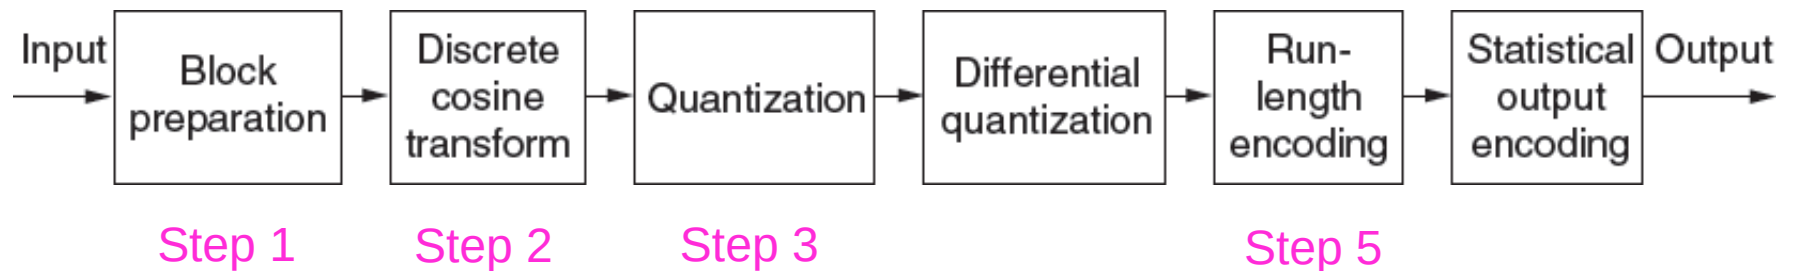 Input
Block
preparation
Discrete
cosine
transform
Quantization
Differential
quantization
Run-
length
encoding
Statistical
output
encoding
Output
Step 1
Step 2
Step 3
Step 5